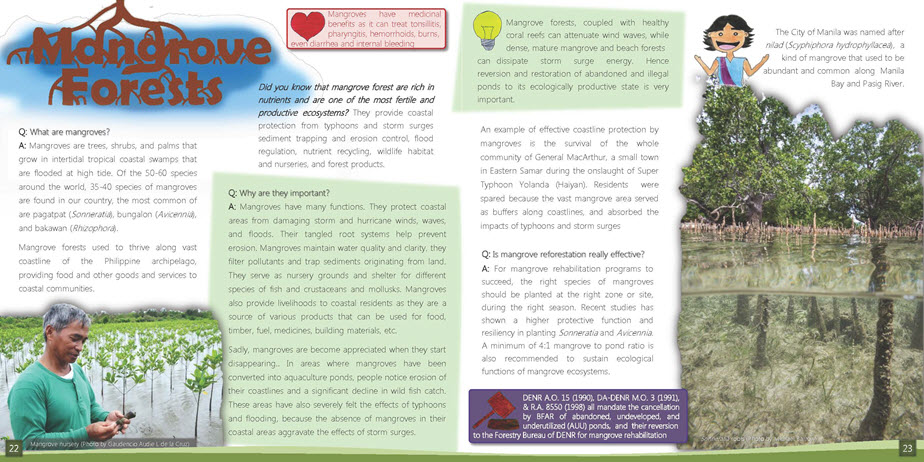 Mangrove
Forests
Q: What are mangroves?
A: Mangroves are trees, shrubs, and palms that
grow in intertidal tropical coastal swamps that
are flooded at high tide. Of the 50-60 species
around the world, 35-40 species of mangroves
are found in our country, the most common of
are pagatpat (Sonneratia), bungalon (Avicennia),
and bakawan (Rhizophora).
Mangrove forests used to thrive along vast
coastline of the Philippine archipelago,
providing food and other goods and services to
coastal communities.
Mangrove nursery (Photo by Gaudencio Audie L. de la Cruz)
22
Mangroves have medicinal
benefits as it can treat tonsillitis,
pharyngitis, hemorrhoids, burns,
even diarrhea and internal bleeding
Did you know that mangrove forest are rich in
nutrients and are one of the most fertile and
productive ecosystems? They provide coastal
protection from typhoons and storm surges
sediment trapping and erosion control, flood
regulation, nutrient recycling, wildlife habitat
and nurseries, and forest products.
Q: Why are they important?
A: Mangroves have many functions. They protect coastal
areas from damaging storm and hurricane winds, waves,
and floods. Their tangled root systems help prevent
erosion. Mangroves maintain water quality and clarity, they
filter pollutants and trap sediments originating from land.
They serve as nursery grounds and shelter for different
species of fish and crustaceans and mollusks. Mangroves
also provide livelihoods to coastal residents as they are a
source of various products that can be used for food,
timber, fuel, medicines, building materials, etc.
Sadly, mangroves are become appreciated when they start
disappearing.. In areas where mangroves have been
converted into aquaculture ponds, people notice erosion of
their coastlines and a significant decline in wild fish catch.
These areas have also severely felt the effects of typhoons
and flooding, because the absence of mangroves in their
coastal areas aggravate the effects of storm surges.
Mangrove forests, coupled with healthy
coral reefs can attenuate wind waves, while
dense, mature mangrove and beach forests
can dissipate storm surge energy. Hence
reversion and restoration of abandoned and illegal
ponds to its ecologically productive state is very
important.
An example of effective coastline protection by
mangroves is the survival of the whole
community of General MacArthur, a small town
in Eastern Samar during the onslaught of Super
Typhoon Yolanda (Haiyan). Residents were
spared because the vast mangrove area served
as buffers along coastlines, and absorbed the
impacts of typhoons and storm surges
Q: Is mangrove reforestation really effective?
A: For mangrove rehabilitation programs to
succeed, the right species of mangroves
should be planted at the right zone or site,
during the right season. Recent studies has
shown a higher protective function and
resiliency in planting Sonneratia and Avicennia.
A minimum of 4:1 mangrove to pond ratio is
also recommended to sustain ecological
functions of mangrove ecosystems.
DENR A.O. 15 (1990), DA-DENR M.O. 3 (1991),
& R.A. 8550 (1998) all mandate the cancellation
by BFAR of abandoned, undeveloped, and
underutilized (AUU) ponds, and their reversion
to the Forestry Bureau of DENR for mangrove rehabilitation
The City of Manila was named after
nilad (Scyphiphora hydrophyllacea), a
kind of mangrove that used to be
abundant and common along Manila
Bay and Pasig River.
23